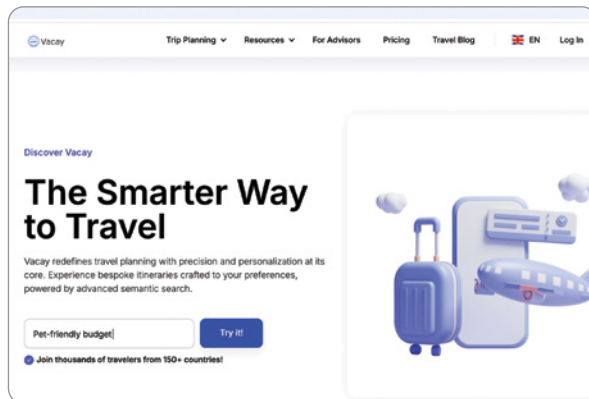 Vacay
Trip Planning
Resources
For Advisors
Pricing
Travel Blog
EN
Log In
Discover Vacay
The Smarter Way
to Travel
Vacay redefines travel planning with precision and personalization at its
core. Experience bespoke itineraries crafted to your preferences,
powered by advanced semantic search.
Pet-friendly budget
Try it!
Join thousands of travelers from 150+ countries!